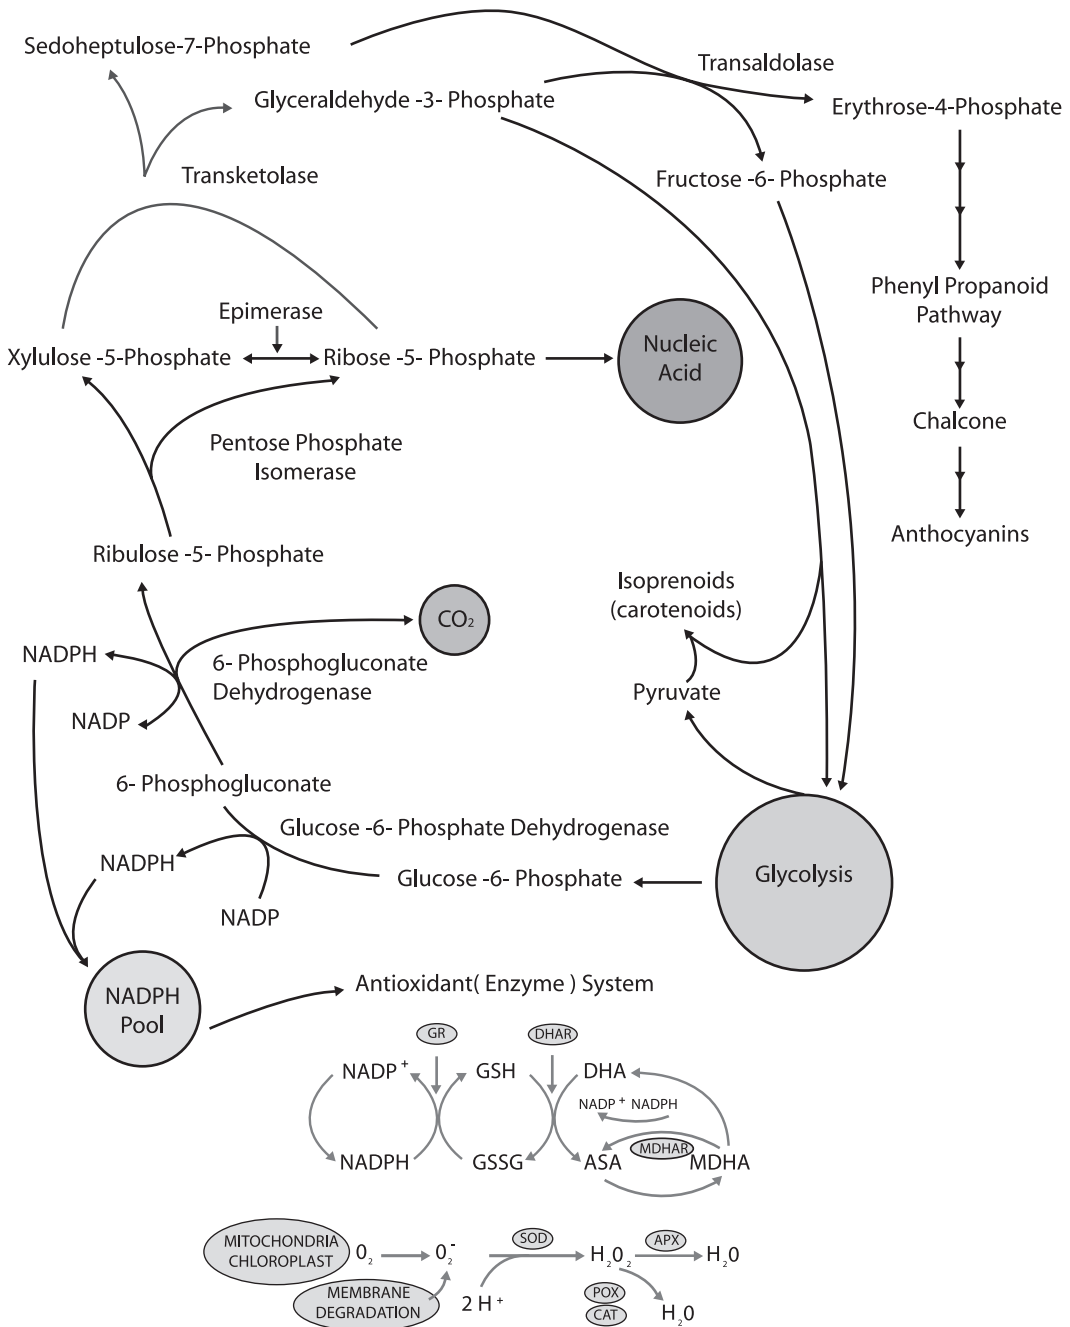 Sedoheptulose-7-Phosphate
Transaldolase
Glyceraldehyde -3- Phosphate
Erythrose-4-Phosphate
Transketolase
Fructose -6- Phosphate
Phenyl Propanoid
Pathway
Epimerase
Xylulose -5-Phosphate
Ribose -5- Phosphate
Nucleic
Acid
Chalcone
Pentose Phosphate
Isomerase
Anthocyanins
Ribulose -5- Phosphate
Isoprenoids
(carotenoids)
CO₂
NADPH
6- Phosphogluconate
Dehydrogenase
Pyruvate
NADP
6- Phosphogluconate
Glucose -6- Phosphate Dehydrogenase
NADPH
Glucose -6- Phosphate
Glycolysis
NADP
NADPH
Pool
Antioxidant( Enzyme ) System
GR
DHAR
NADP⁺
GSH
DHA
NADP⁺ NADPH
MDHAR
NADPH
GSSG
ASA
MDHA
MITOCHONDRIA
CHLOROPLAST
O₂
O₂⁻
SOD
H₂O₂
APX
H₂0
MEMBRANE
DEGRADATION
2 H⁺
POX
CAT
H₂0